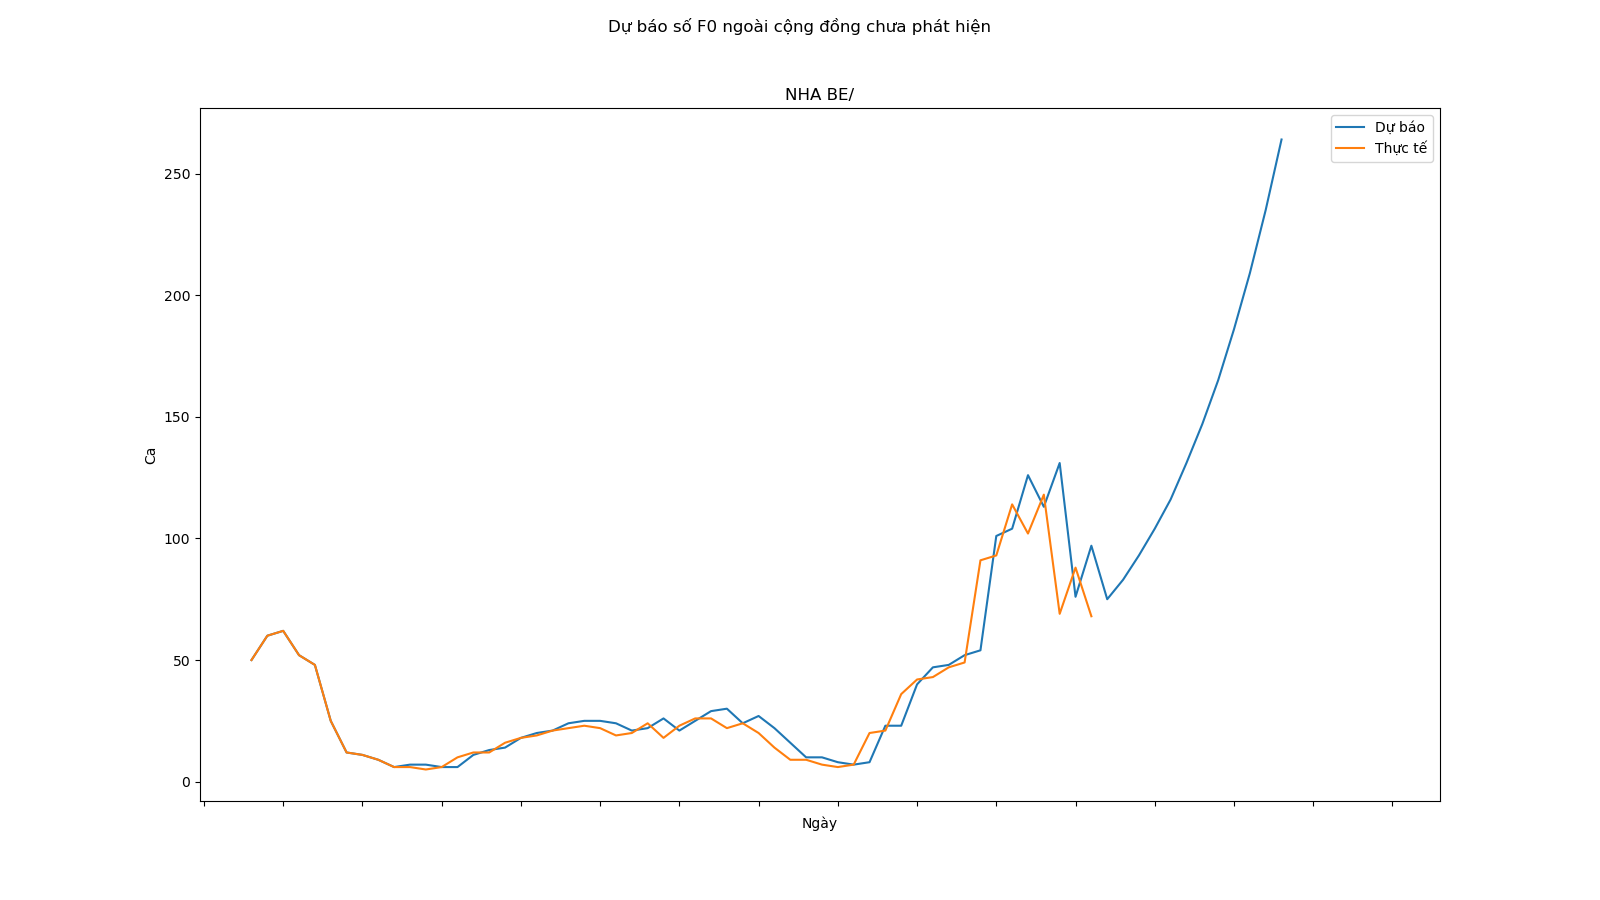 Dự báo số F0 ngoài cộng đồng chưa phát hiện
NHA BE/
Dự báo
Thực tế
250
200
150
100
50
0
Ca
Ngày